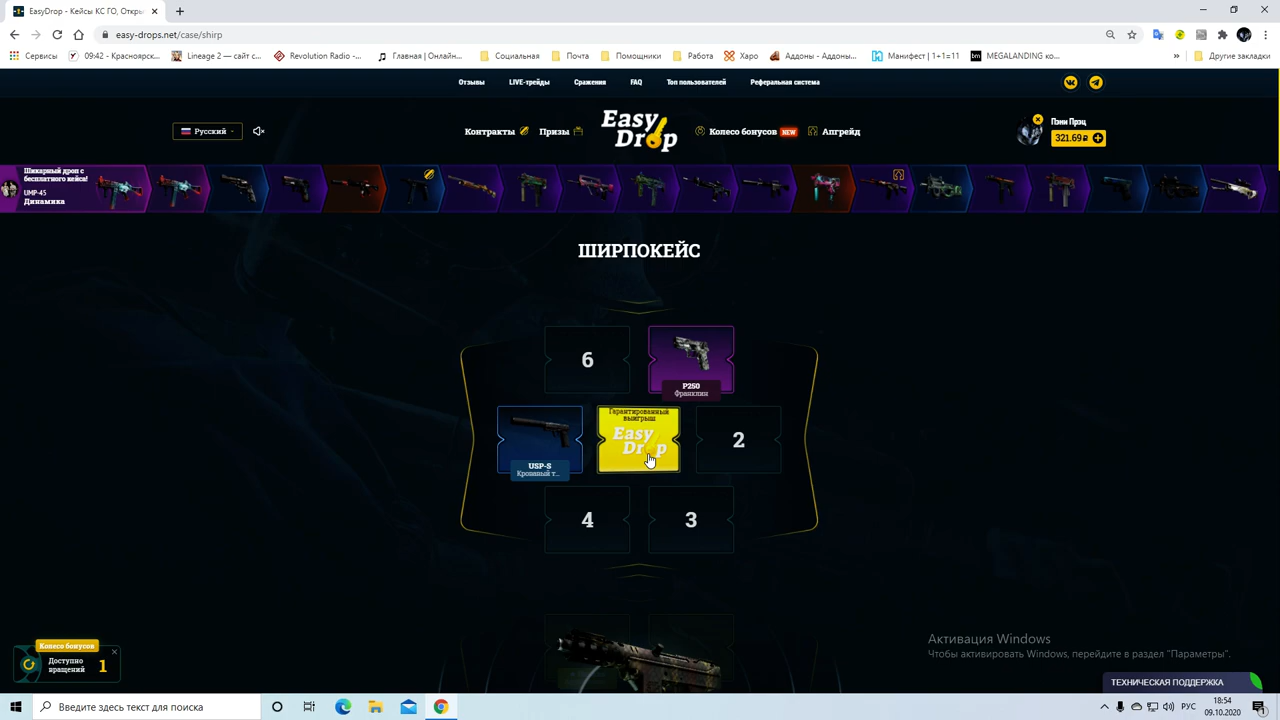 EasyDrop - Кейсы КС ГО, Откры
easy-drops.net/case/shirp
Сервисы
09:42 - Красноярск...
Lineage 2 — сайт с...
Revolution Radio -...
Главная | Онлайн...
Социальная
Почта
Помощники
Работа
Харо
Аддоны - Аддоны...
Манифест | 1+1=11
MEGALANDING ко...
»
Другие закладки
Отзывы
LIVE-трейды
Сражения
FAQ
Топ пользователей
Реферальная система
Русский
Контракты
Призы
Easy
Drop
Колесо бонусов NEW
Апгрейд
Пэни Прэц
321.69
Шикарный дроп с
бесплатного кейса!
UMP-45
Динамика
ШИРПОКЕЙС
6
P250
Франклин
USP-S
Кровавый т...
Гарантированный
выигрыш
Easy
Drop
2
4
3
Колесо бонусов
Доступно
вращений
1
Активация Windows
Чтобы активировать Windows, перейдите в раздел "Параметры".
ТЕХНИЧЕСКАЯ ПОДДЕРЖКА
Введите здесь текст для поиска
РУС
18:54
09.10.2020
1